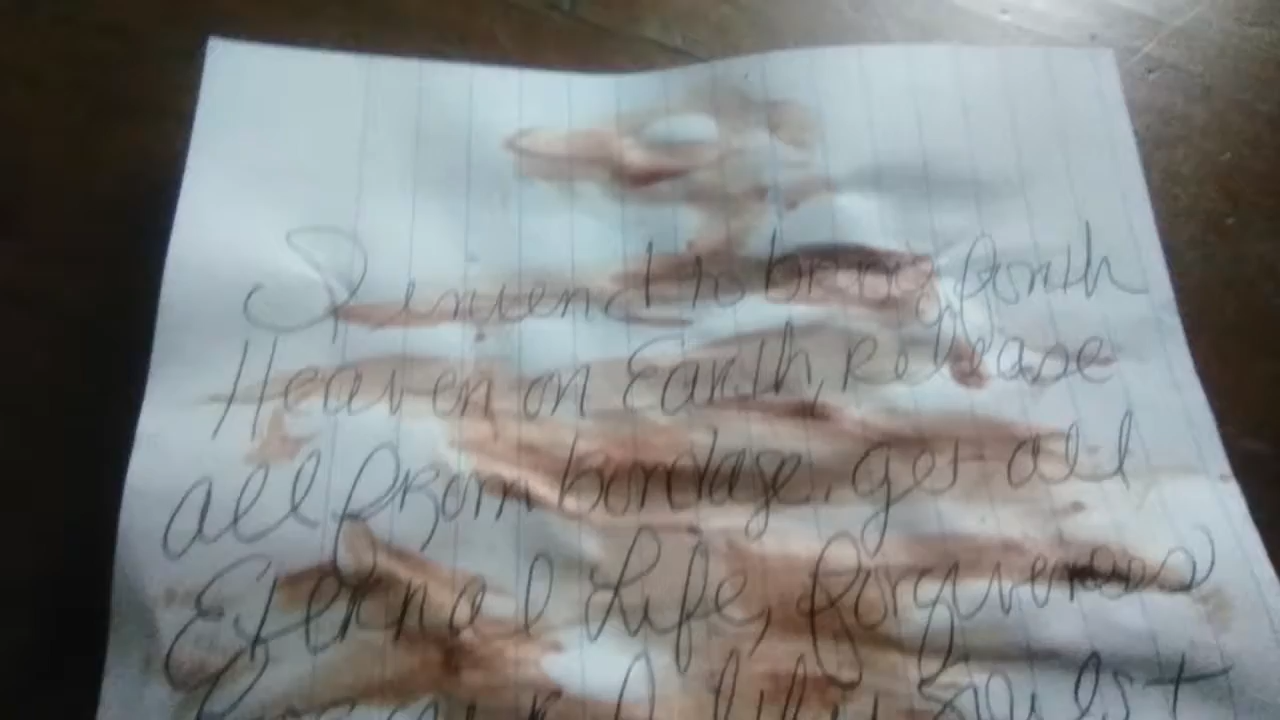 I intend to bring forth
Heaven on Earth, Release
all from bondage, get all
Eternal Life, forgiveness